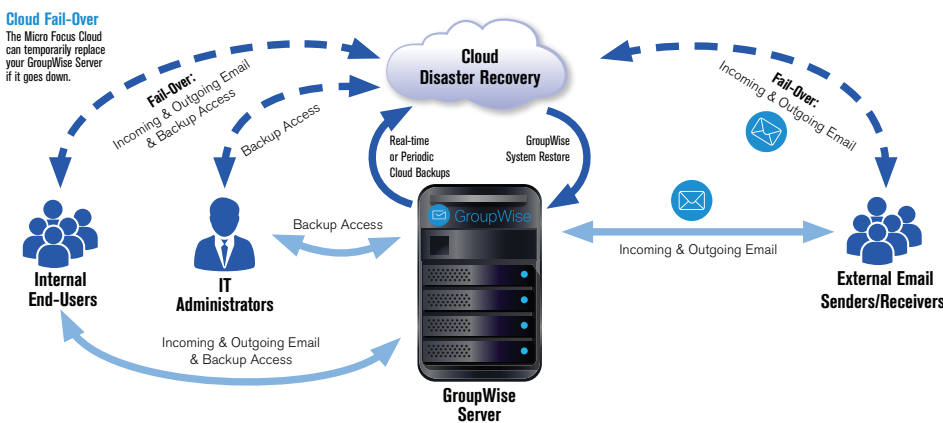 Cloud Fail-Over
The Micro Focus Cloud
can temporarily replace
your GroupWise Server
if it goes down.
Cloud
Disaster Recovery
Fail-Over:
Incoming & Outgoing Email
& Backup Access
Backup Access
Real-time
or Periodic
Cloud Backups
GroupWise
System Restore
Fail-Over:
Incoming & Outgoing Email
GroupWise
Backup Access
Incoming & Outgoing Email
Internal
End-Users
IT
Administrators
External Email
Senders/Receivers
Incoming & Outgoing Email
& Backup Access
GroupWise
Server